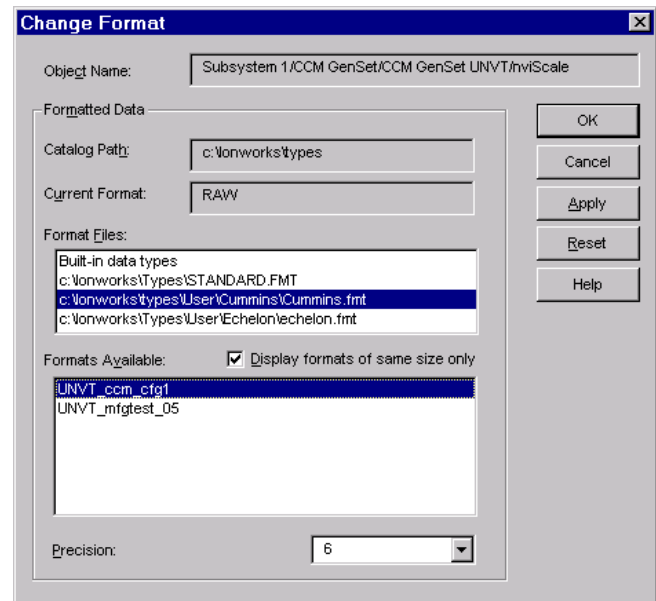 Change Format
Object Name: Subsystem 1/CCM GenSet/CCM GenSet UNVT/nviScale
Formatted Data
OK
Catalog Path: c:\lonworks\types
Cancel
Current Format: RAW
Apply
Format Files:
Reset
Built-in data types
c:\lonworks\Types\STANDARD.FMT
c:\lonworks\types\User\Cummins\Cummins.fmt
Help
c:\lonworks\Types\User\Echelon\echelon.fmt
Formats Available: Display formats of same size only
UNVT_ccm_cfg1
UNVT_mfgtest_05
Precision: 6